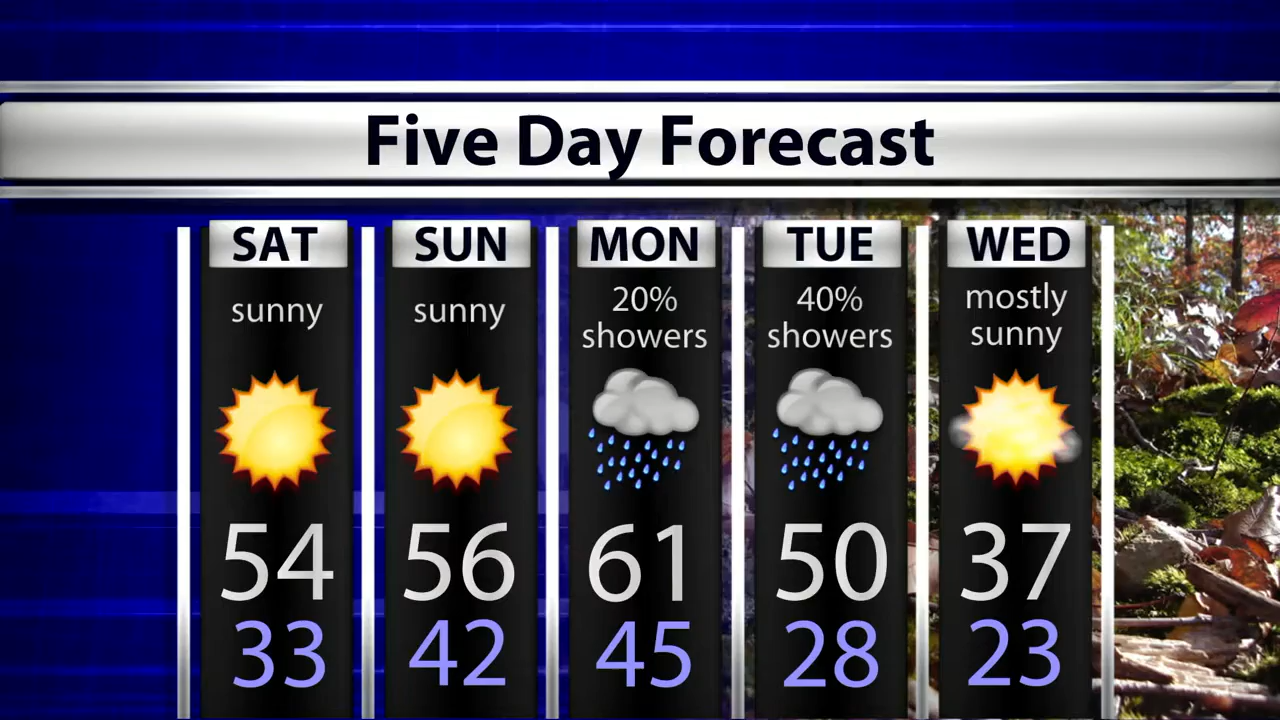 Five Day Forecast
SAT
sunny
54
33
SUN
sunny
56
42
MON
20%
showers
61
45
TUE
40%
showers
50
28
WED
mostly
sunny
37
23